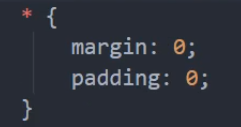 * {
    margin: 0;
    padding: 0;
}